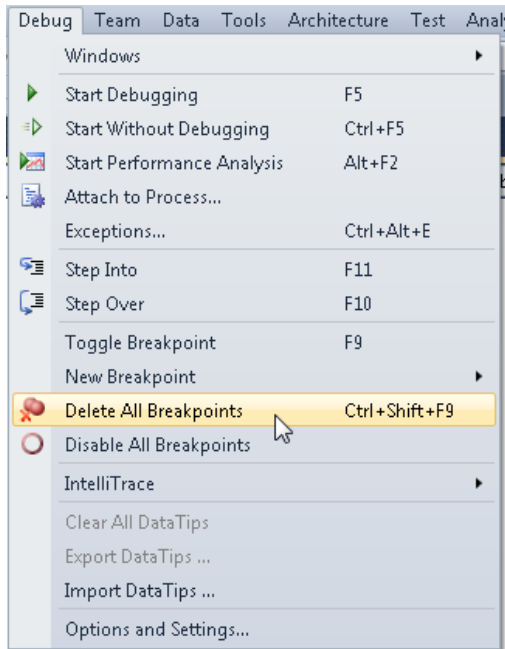 Debug Team Data Tools Architecture Test Analy
Windows
Start Debugging F5
Start Without Debugging Ctrl+F5
Start Performance Analysis Alt+F2
Attach to Process...
Exceptions... Ctrl+Alt+E
Step Into F11
Step Over F10
Toggle Breakpoint F9
New Breakpoint
Delete All Breakpoints Ctrl+Shift+F9
Disable All Breakpoints
IntelliTrace
Clear All DataTips
Export DataTips ...
Import DataTips ...
Options and Settings...